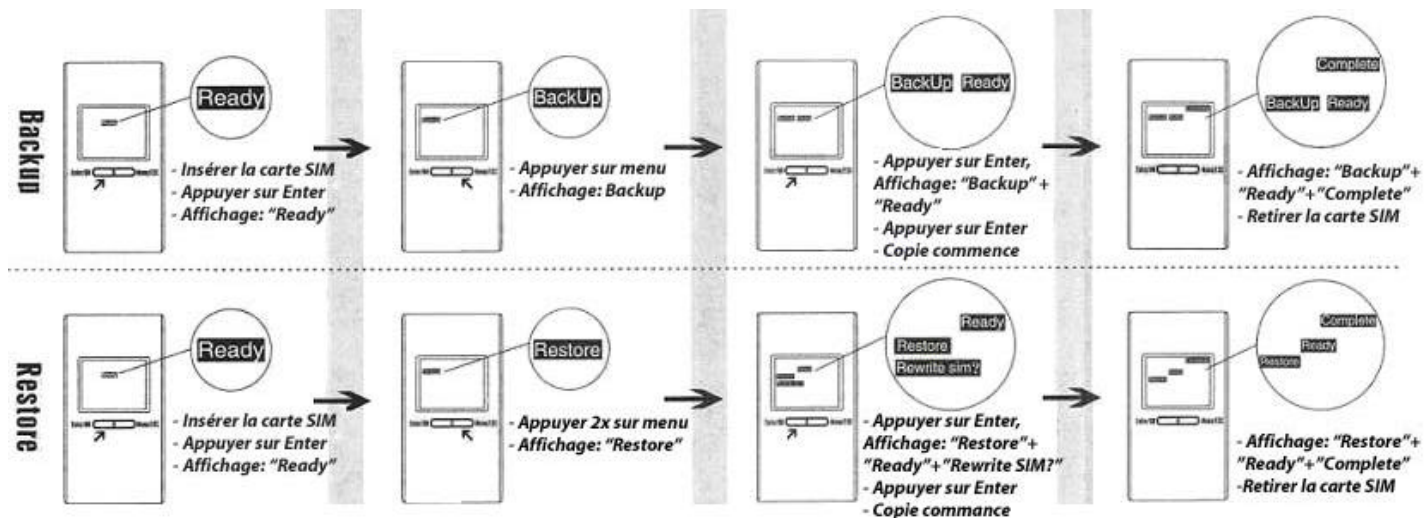 Backup
Ready
- Insérer la carte SIM
- Appuyer sur Enter
- Affichage: “Ready”
BackUp
- Appuyer sur menu
- Affichage: Backup
BackUp Ready
- Appuyer sur Enter,
Affichage: “Backup” +
“Ready”
- Appuyer sur Enter
- Copie commence
Complete
BackUp Ready
- Affichage: “Backup”+
“Ready”+“Complete”
- Retirer la carte SIM
Restore
Ready
- Insérer la carte SIM
- Appuyer sur Enter
- Affichage: “Ready”
Restore
- Appuyer 2x sur menu
- Affichage: “Restore”
Ready
Restore
Rewrite sim?
- Appuyer sur Enter,
Affichage: “Restore”+
“Ready”+“Rewrite SIM?”
- Appuyer sur Enter
- Copie commance
Complete
Ready
Restore
- Affichage: “Restore”+
“Ready”+“Complete”
-Retirer la carte SIM